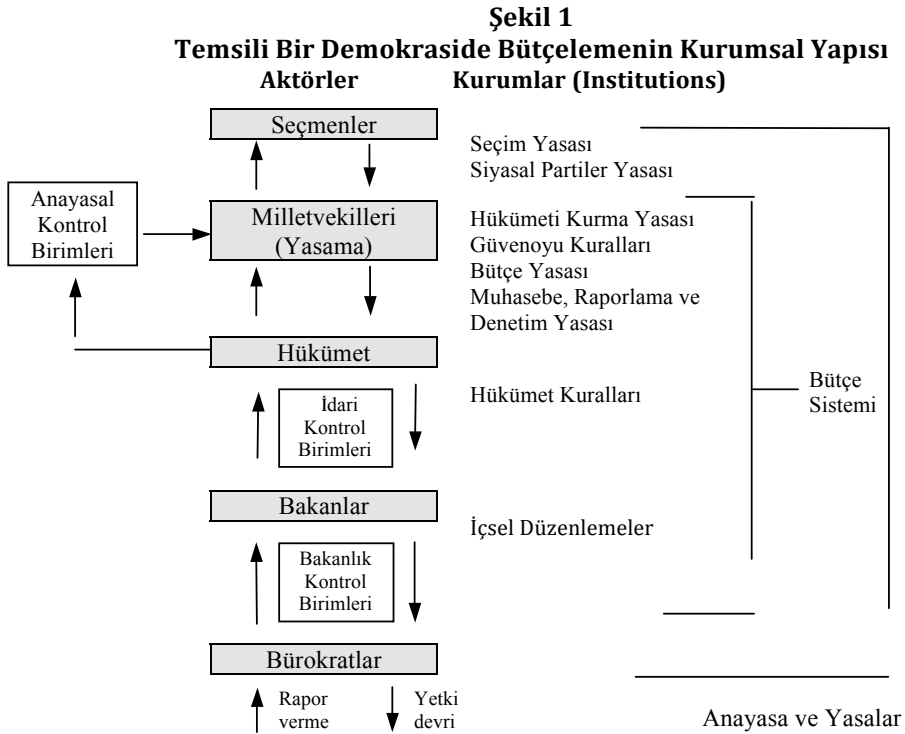 Şekil 1
Temsili Bir Demokraside Bütçelemenin Kurumsal Yapısı
Aktörler Kurumlar (Institutions)
Seçmenler
Seçim Yasası
Siyasal Partiler Yasası
Anayasal
Kontrol
Birimleri
Milletvekilleri
(Yasama)
Hükümeti Kurma Yasası
Güvenoyu Kuralları
Bütçe Yasası
Muhasebe, Raporlama ve
Denetim Yasası
Hükümet
Hükümet Kuralları
Bütçe
Sistemi
İdari
Kontrol
Birimleri
Bakanlar
İçsel Düzenlemeler
Bakanlık
Kontrol
Birimleri
Bürokratlar
Rapor
verme
Yetki
devri
Anayasa ve Yasalar